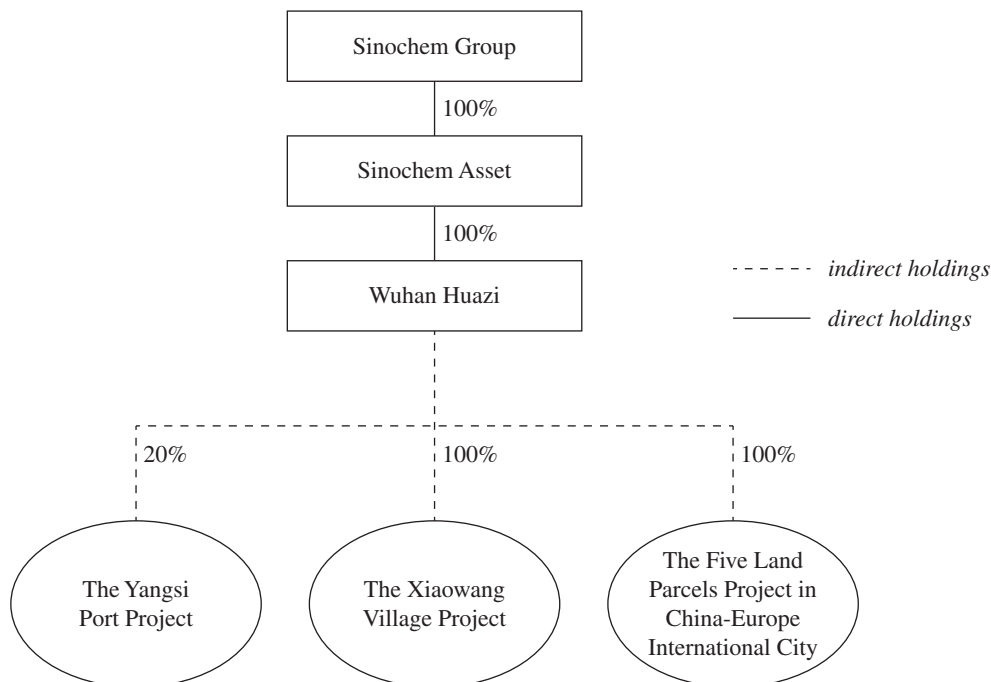 Sinochem Group
100%
Sinochem Asset
100%
Wuhan Huazi
indirect holdings
direct holdings
20%
100%
100%
The Yangsi
Port Project
The Xiaowang
Village Project
The Five Land
Parcels Project in
China-Europe
International City